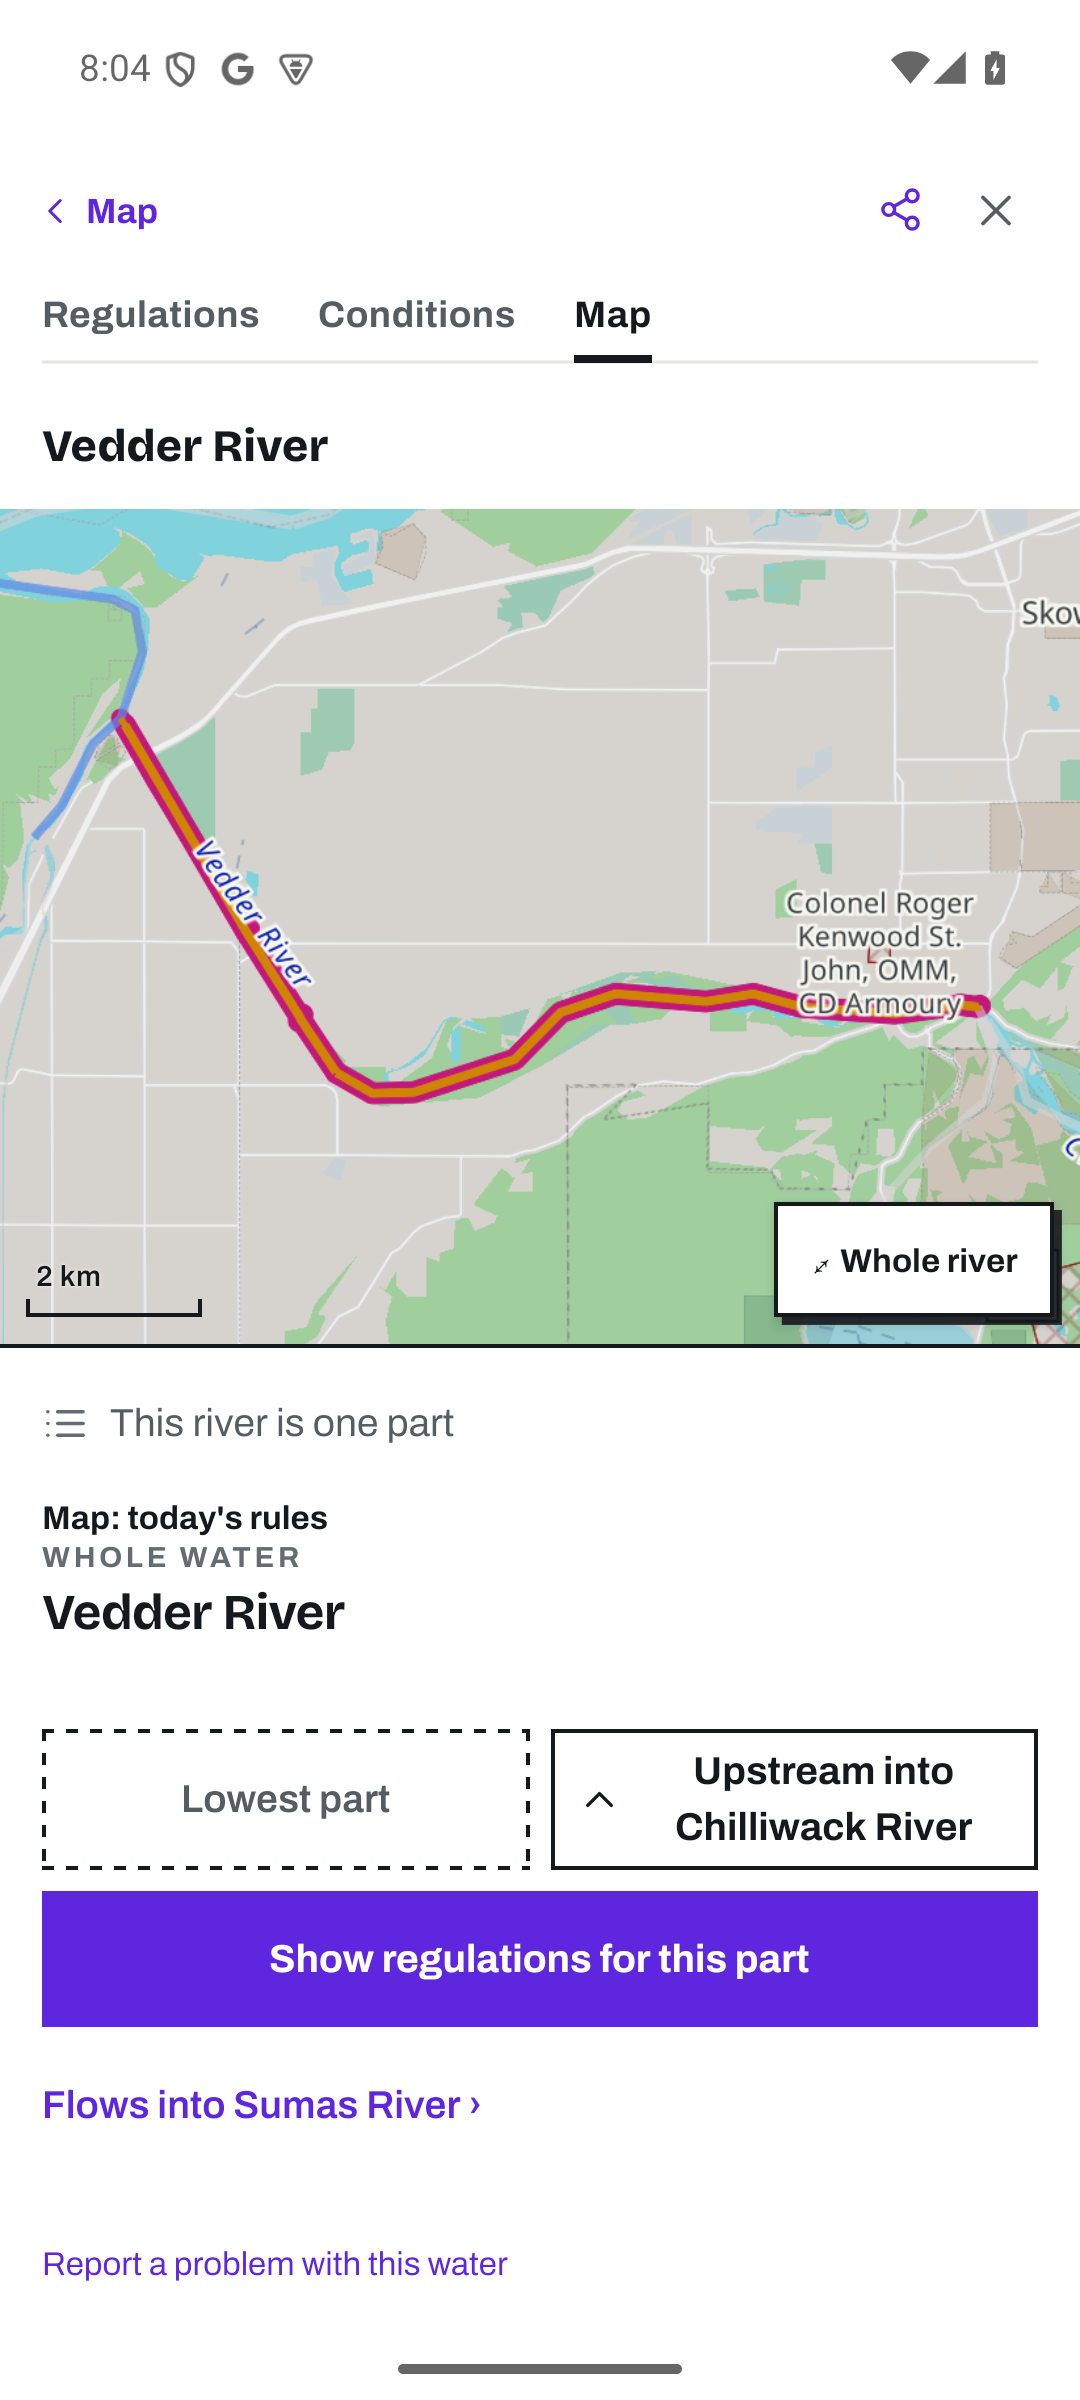 8:04
Map
Regulations Conditions Map
Vedder River
Vedder River
Colonel Roger
Kenwood St.
John, OMM,
CD Armoury
2 km
Whole river
This river is one part
Map: today's rules
WHOLE WATER
Vedder River
Lowest part
Upstream into
Chilliwack River
Show regulations for this part
Flows into Sumas River ›
Report a problem with this water